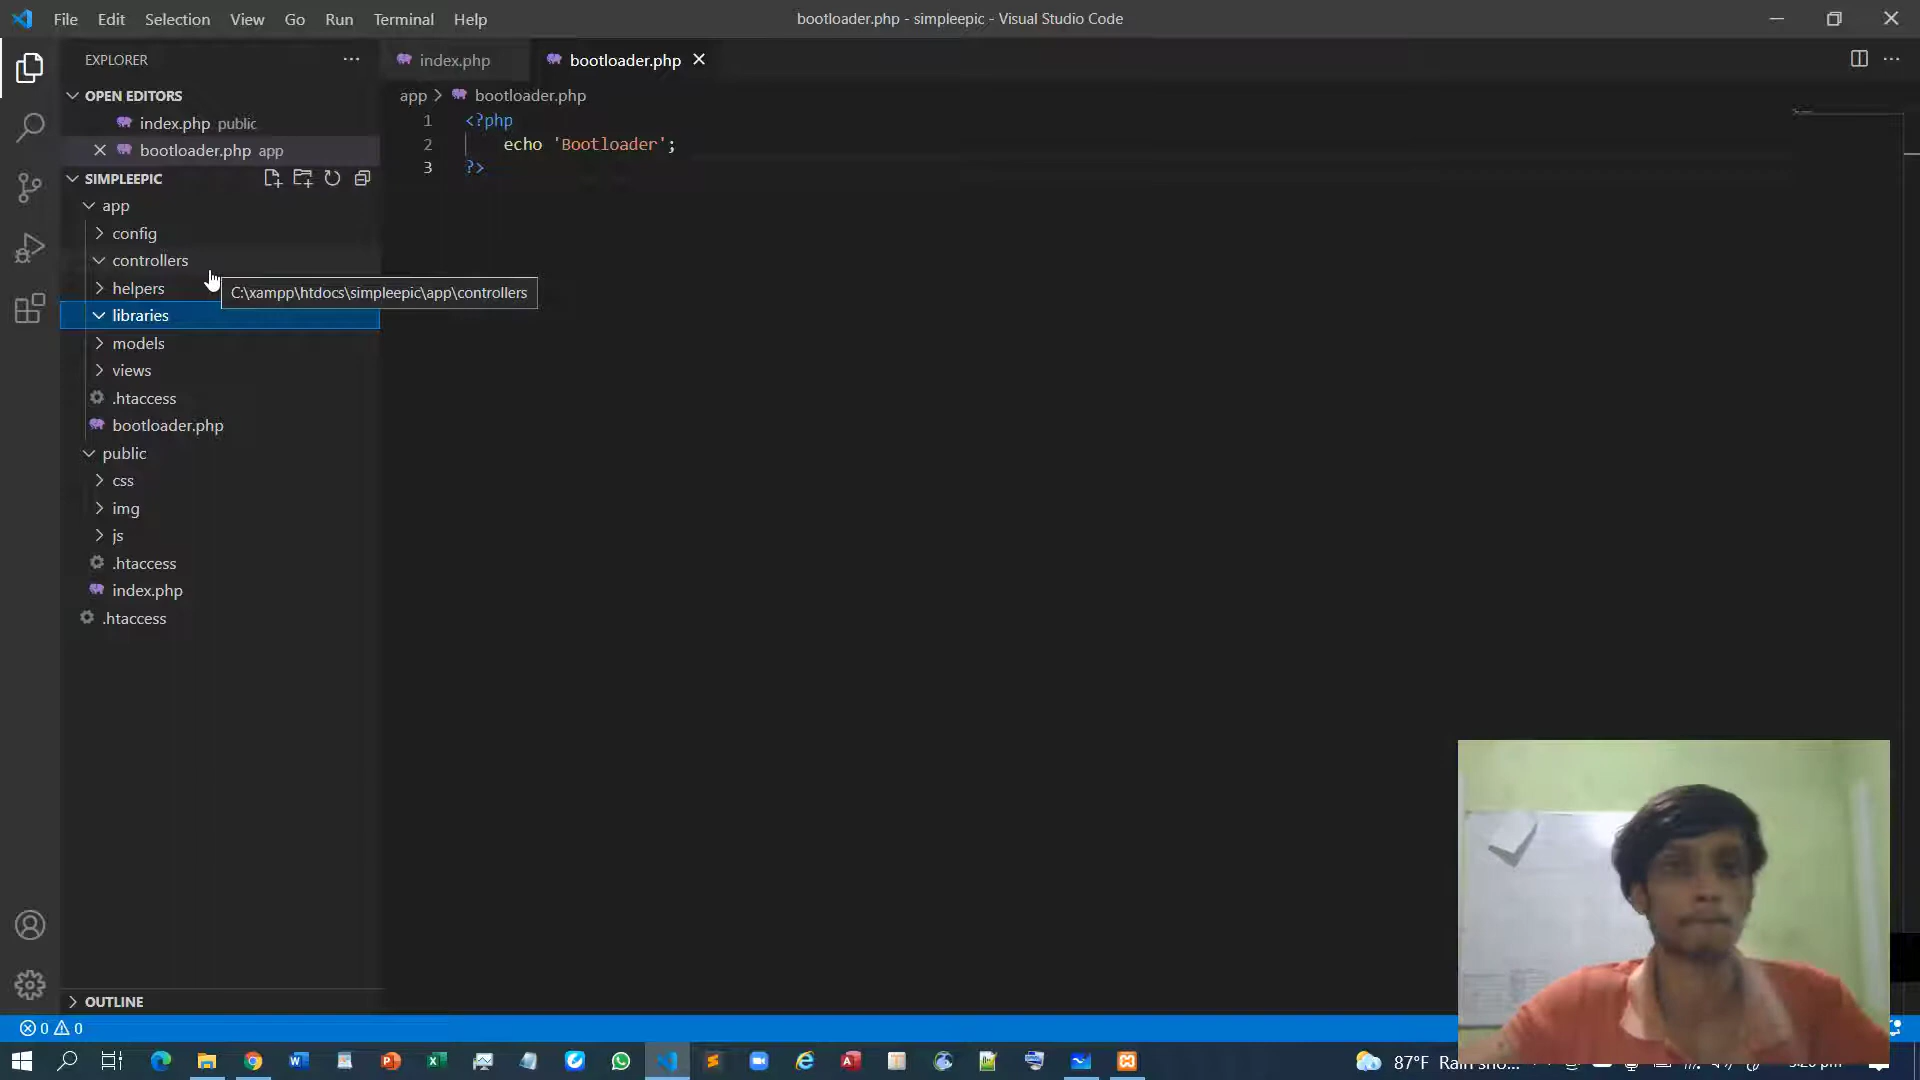 File Edit Selection View Go Run Terminal Help
bootloader.php - simpleepic - Visual Studio Code
EXPLORER
index.php
bootloader.php
OPEN EDITORS
index.php public
bootloader.php app
app > bootloader.php
1 <?php
2 echo 'Bootloader';
3 ?>
SIMPLEEPIC
app
config
controllers
C:\xampp\htdocs\simpleepic\app\controllers
helpers
libraries
models
views
.htaccess
bootloader.php
public
css
img
js
.htaccess
index.php
.htaccess
OUTLINE
0 0
87°F